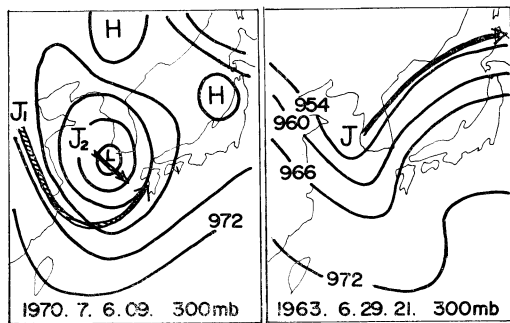 H
H
J₁
J₂
L
972
1970. 7. 6.09. 300mb
954
960
J
966
972
1963. 6.29.21. 300mb